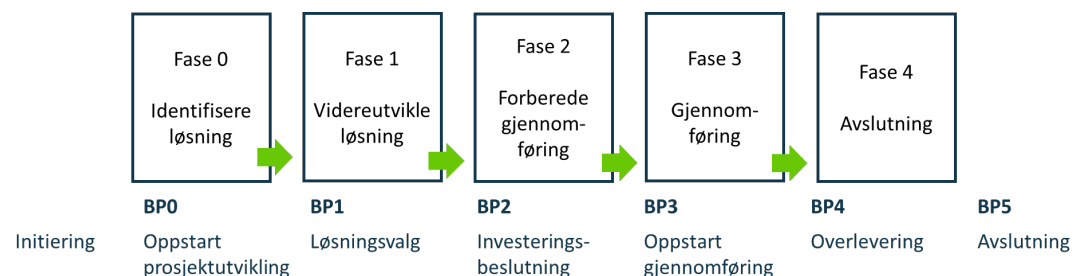 Fase 0
Identifisere
løsning
Fase 1
Videreutvikle
løsning
Fase 2
Forberede
gjennom-
føring
Fase 3
Gjennom-
føring
Fase 4
Avslutning
BP0
BP1
BP2
BP3
BP4
BP5
Initiering
Oppstart
prosjektutvikling
Løsningsvalg
Investerings-
beslutning
Oppstart
gjennomføring
Overlevering
Avslutning